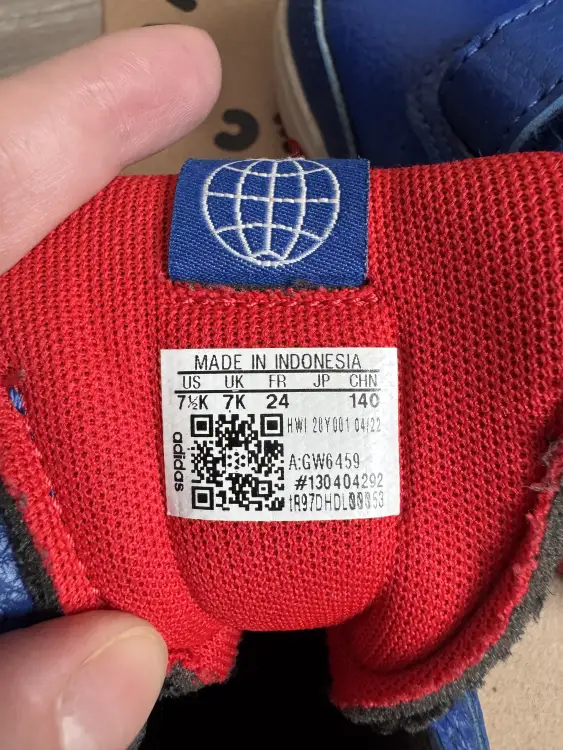 MADE IN INDONESIA
US UK FR JP CHN
7½K 7K 24 140
HWI 28Y001 04/22
adidas
A:GW6459
#130404292